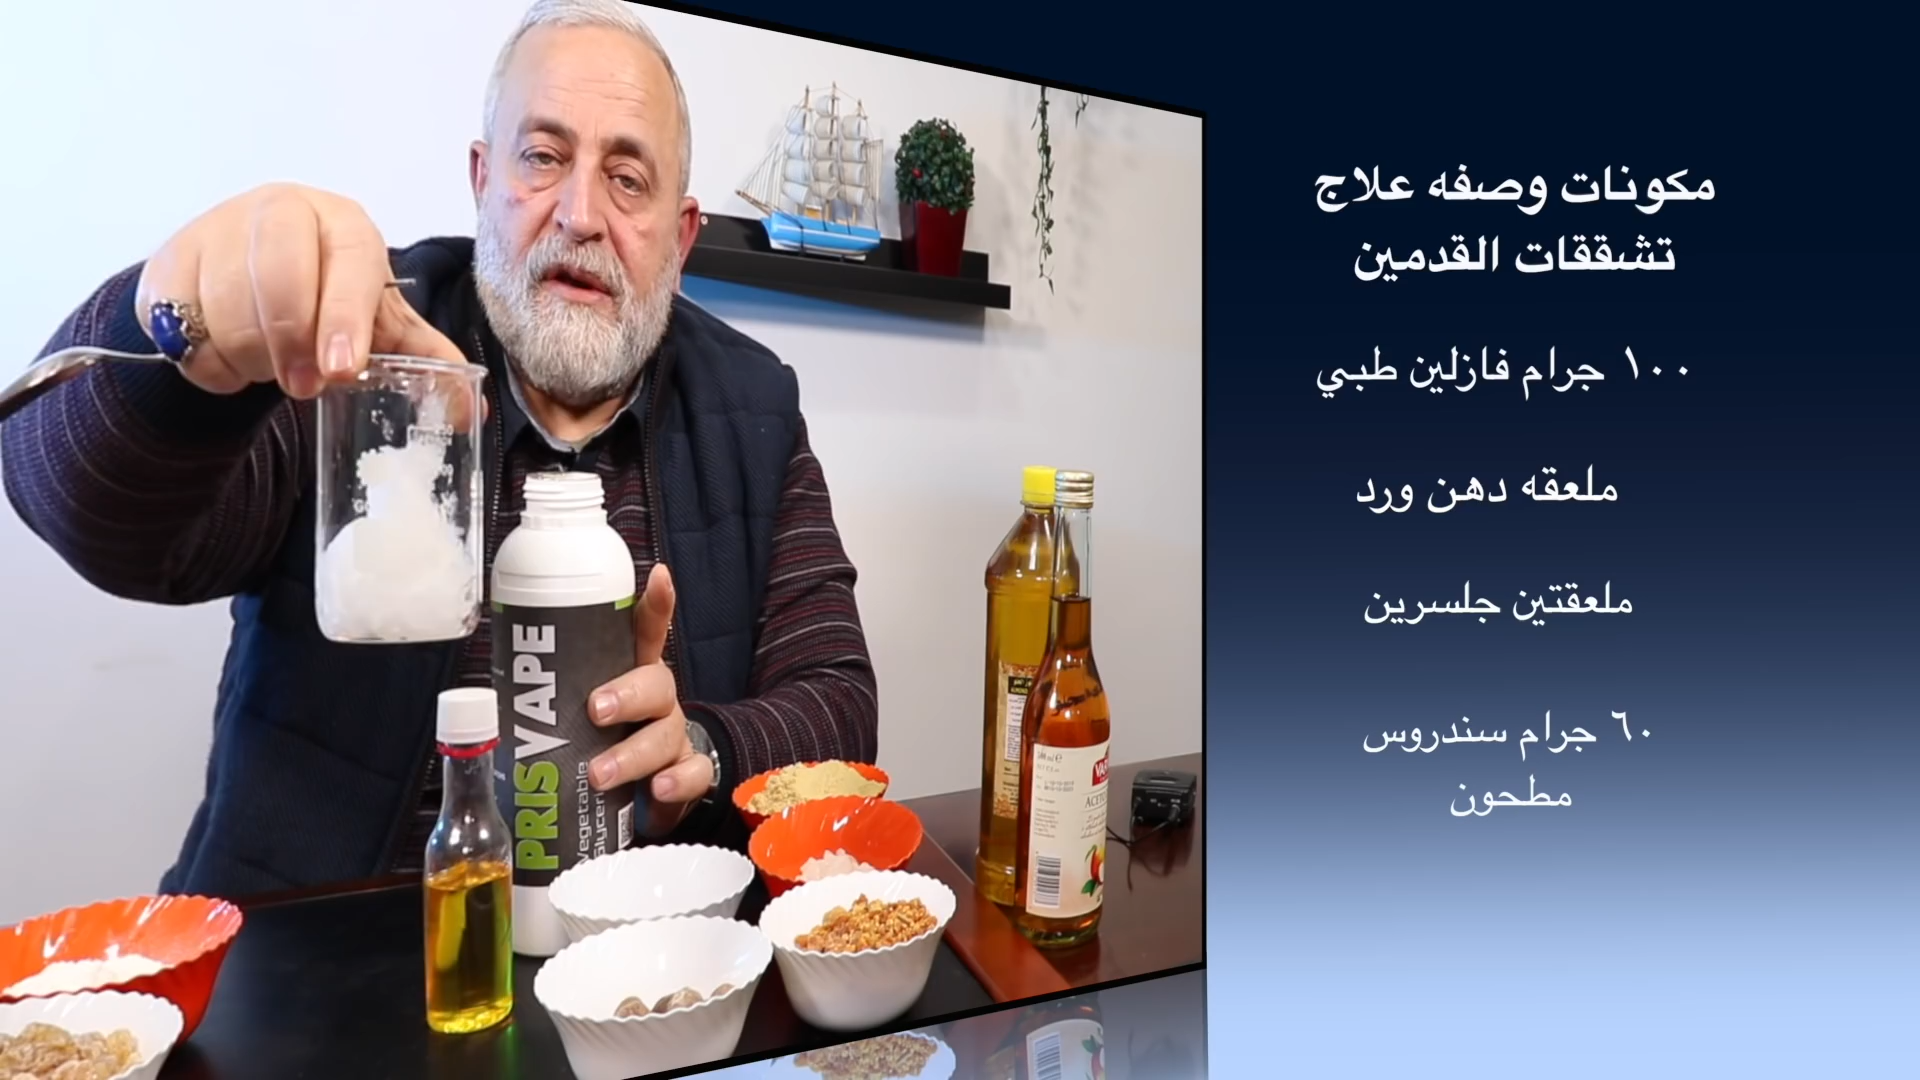 مكونات وصفه علاج
تشققات القدمين
١٠٠ جرام فازلين طبي
ملعقه دهن ورد
ملعقتين جلسرين
٦٠ جرام سندروس
مطحون
PRISVAPE
Vegetable